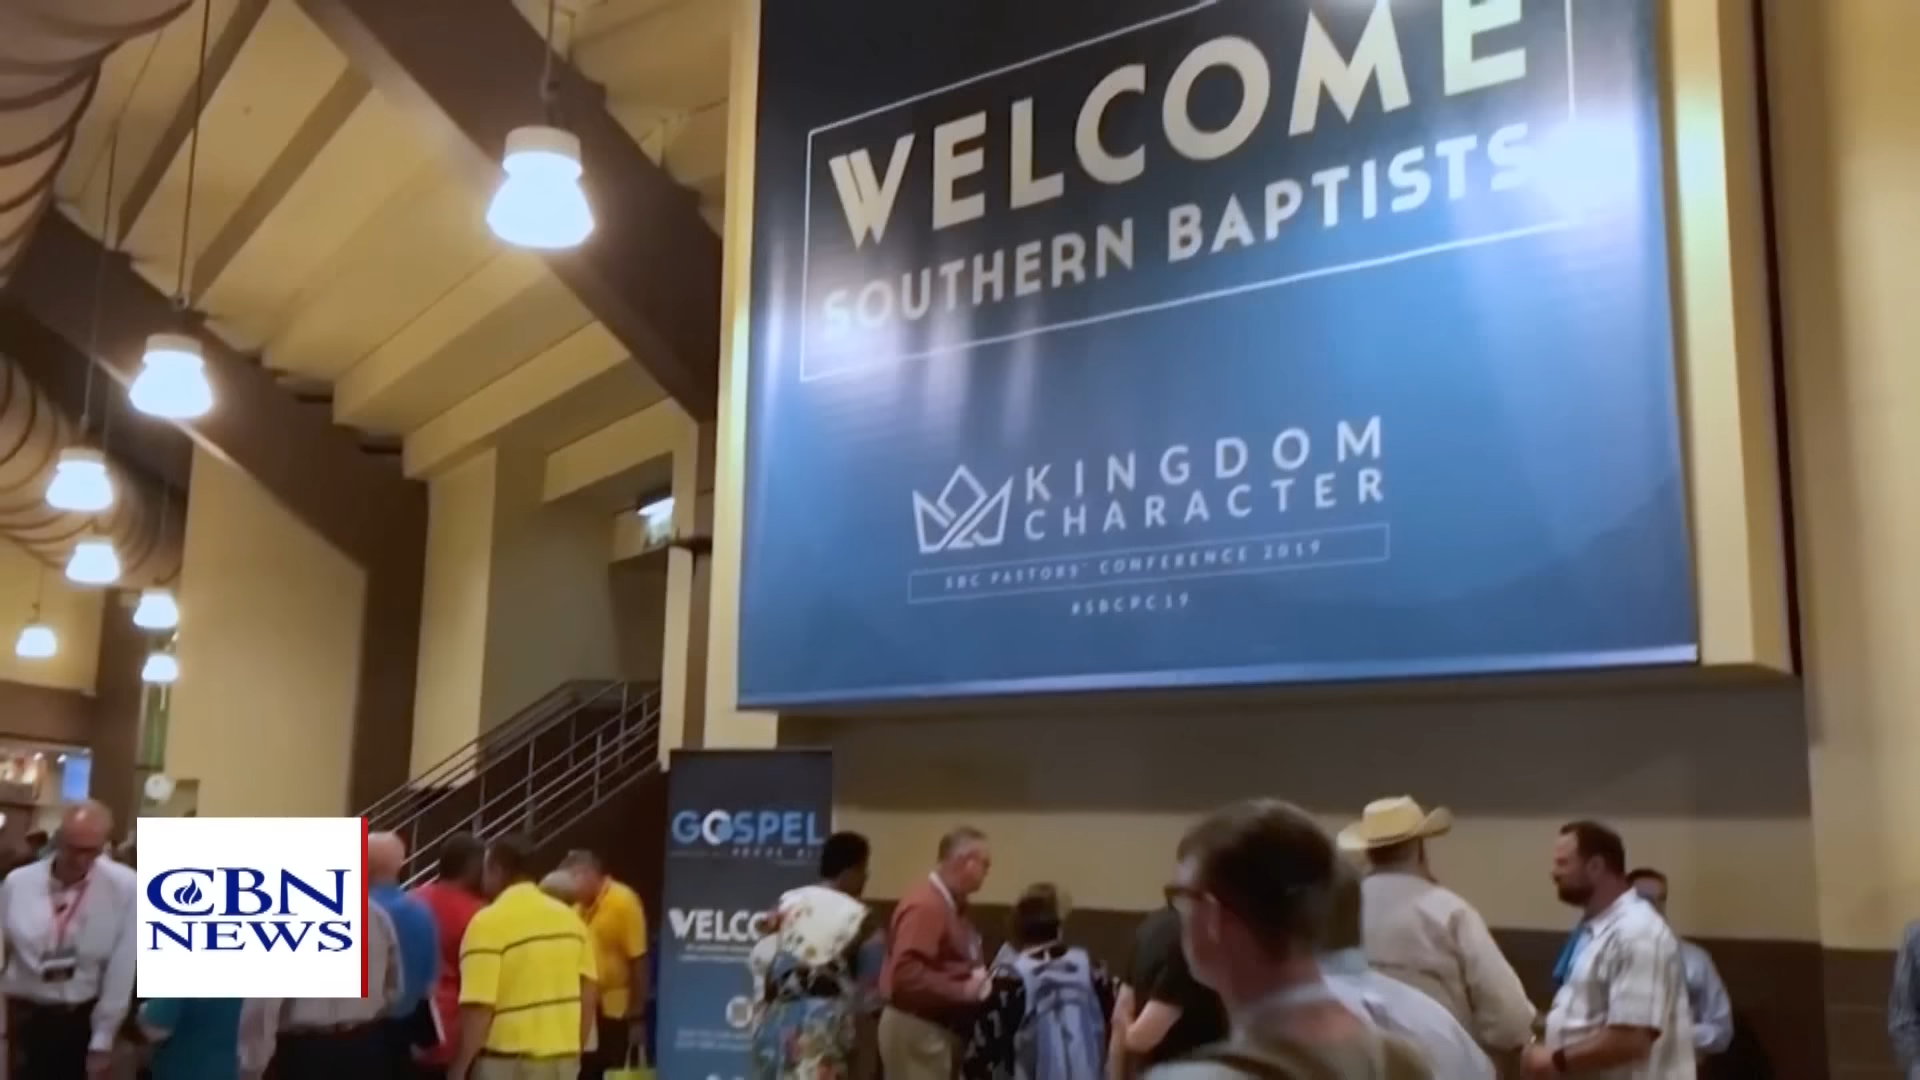 WELCOME
SOUTHERN BAPTISTS
KINGDOM
CHARACTER
SBC PASTORS' CONFERENCE 2019
#SBCPC19
GOSPEL
WELCO
CBN
NEWS